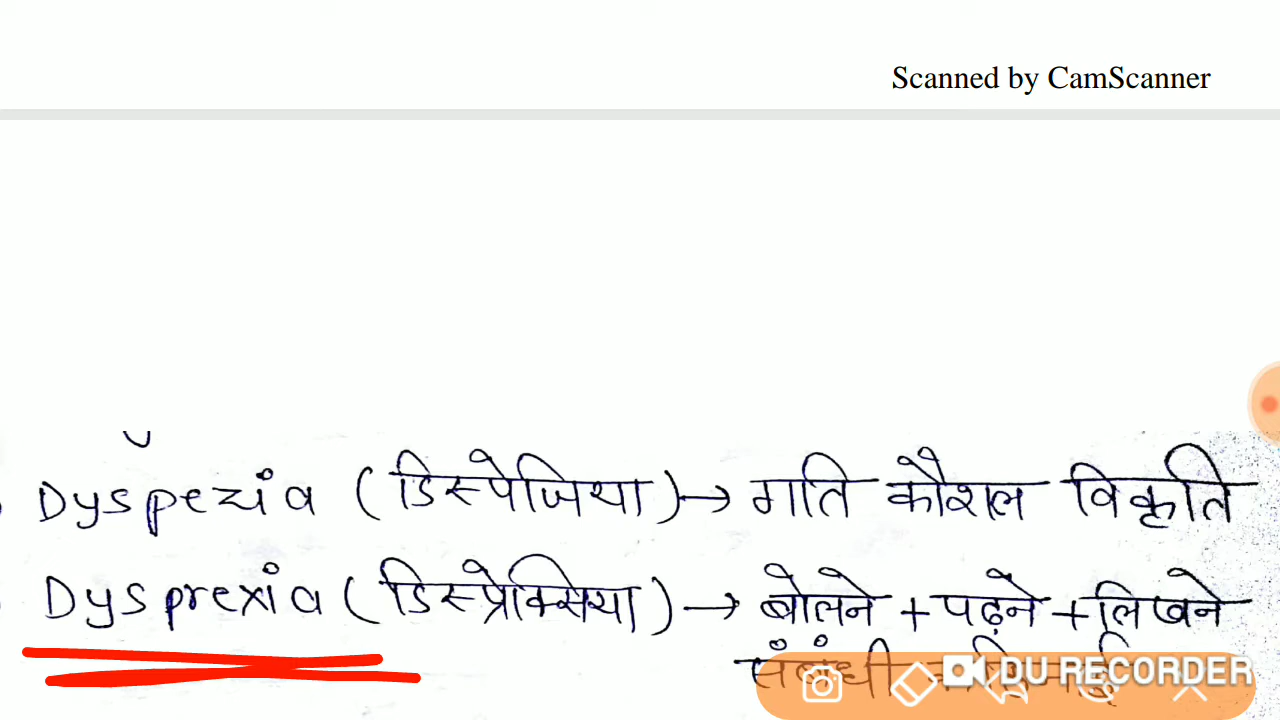 Scanned by CamScanner
Dyspezia (डिस्पेजिया) → गति कौशल विकृति
Dysprexia (डिस्प्रेक्सिया) → बोलने + पढ़ने + लिखने
संबंधी
DU RECORDER